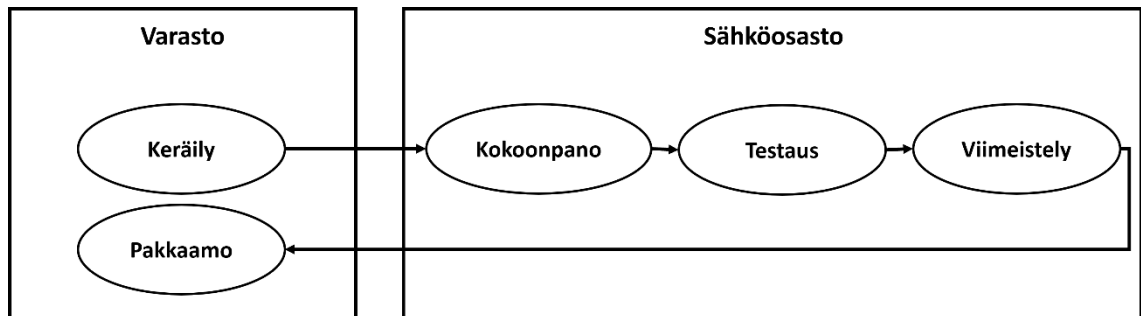 Varasto
Sähköosasto
Keräily
Kokoonpano
Testaus
Viimeistely
Pakkaamo